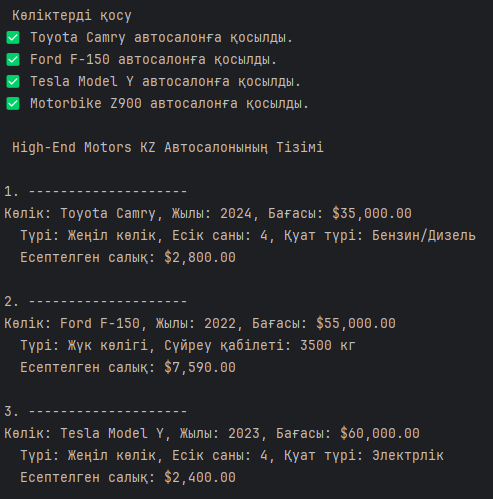 Көліктерді қосу
✅ Toyota Camry автосалонға қосылды.
✅ Ford F-150 автосалонға қосылды.
✅ Tesla Model Y автосалонға қосылды.
✅ Motorbike Z900 автосалонға қосылды.
High-End Motors KZ Автосалонының Тізімі
1. --------------------
Көлік: Toyota Camry, Жылы: 2024, Бағасы: $35,000.00
Түрі: Жеңіл көлік, Есік саны: 4, Қуат түрі: Бензин/Дизель
Есептелген салық: $2,800.00
2. --------------------
Көлік: Ford F-150, Жылы: 2022, Бағасы: $55,000.00
Түрі: Жүк көлігі, Сүйреу қабілеті: 3500 кг
Есептелген салық: $7,590.00
3. --------------------
Көлік: Tesla Model Y, Жылы: 2023, Бағасы: $60,000.00
Түрі: Жеңіл көлік, Есік саны: 4, Қуат түрі: Электрлік
Есептелген салық: $2,400.00